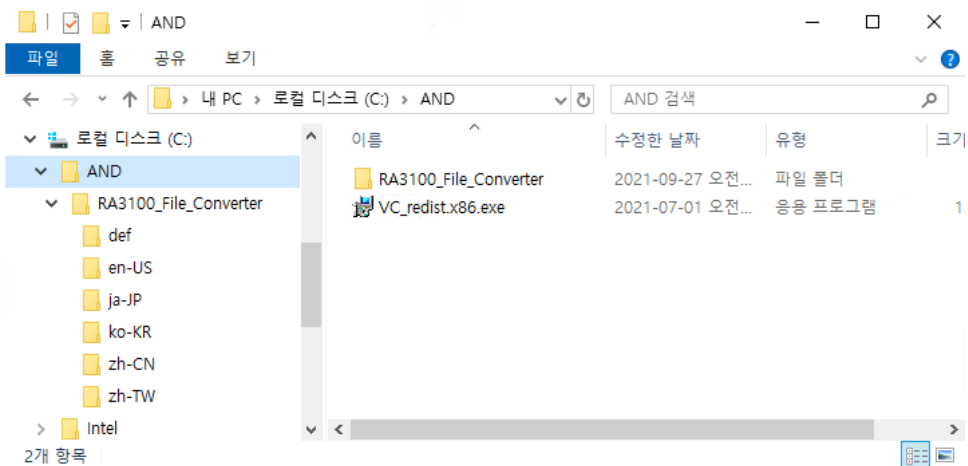 AND
파일 홈 공유 보기
내 PC > 로컬 디스크 (C:) > AND AND 검색
로컬 디스크 (C:)
AND
RA3100_File_Converter
def
en-US
ja-JP
ko-KR
zh-CN
zh-TW
Intel
이름 수정한 날짜 유형 크기
RA3100_File_Converter 2021-09-27 오전... 파일 폴더
VC_redist.x86.exe 2021-07-01 오전... 응용 프로그램 1
2개 항목